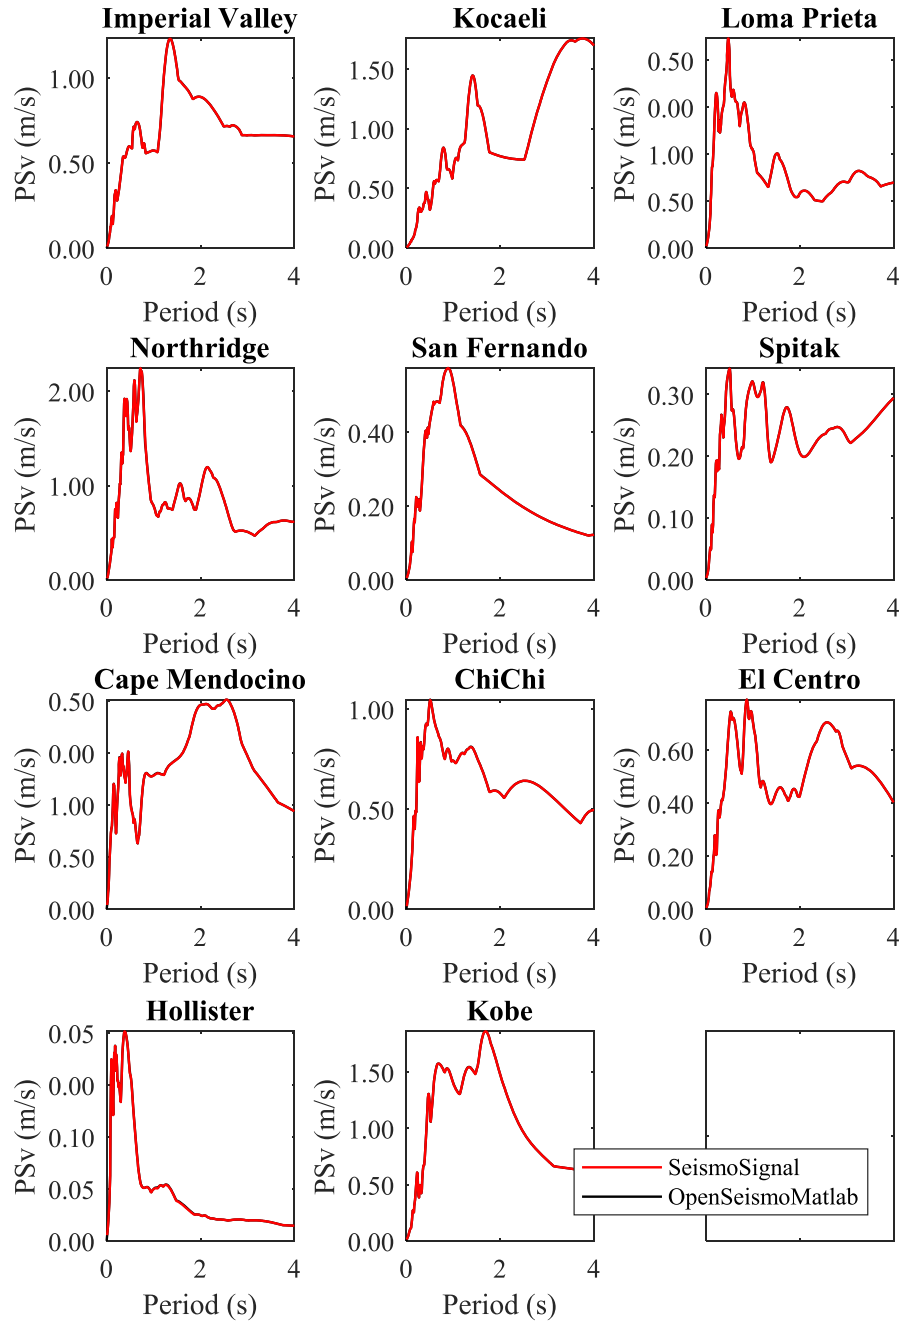 Imperial Valley
PSv (m/s)
1.00
0.50
0.00
0 2 4
Period (s)
Kocaeli
PSv (m/s)
1.50
1.00
0.50
0.00
0 2 4
Period (s)
Loma Prieta
PSv (m/s)
0.50
0.00
1.00
0.50
0.00
0 2 4
Period (s)
Northridge
PSv (m/s)
2.00
1.00
0.00
0 2 4
Period (s)
San Fernando
PSv (m/s)
0.40
0.20
0.00
0 2 4
Period (s)
Spitak
PSv (m/s)
0.30
0.20
0.10
0.00
0 2 4
Period (s)
Cape Mendocino
PSv (m/s)
0.50
0.00
1.00
0.50
0.00
0 2 4
Period (s)
ChiChi
PSv (m/s)
1.00
0.50
0.00
0 2 4
Period (s)
El Centro
PSv (m/s)
0.60
0.40
0.20
0.00
0 2 4
Period (s)
Hollister
PSv (m/s)
0.05
0.00
0.10
0.05
0.00
0 2 4
Period (s)
Kobe
PSv (m/s)
1.50
1.00
0.50
0.00
0 2 4
Period (s)
SeismoSignal
OpenSeismoMatlab